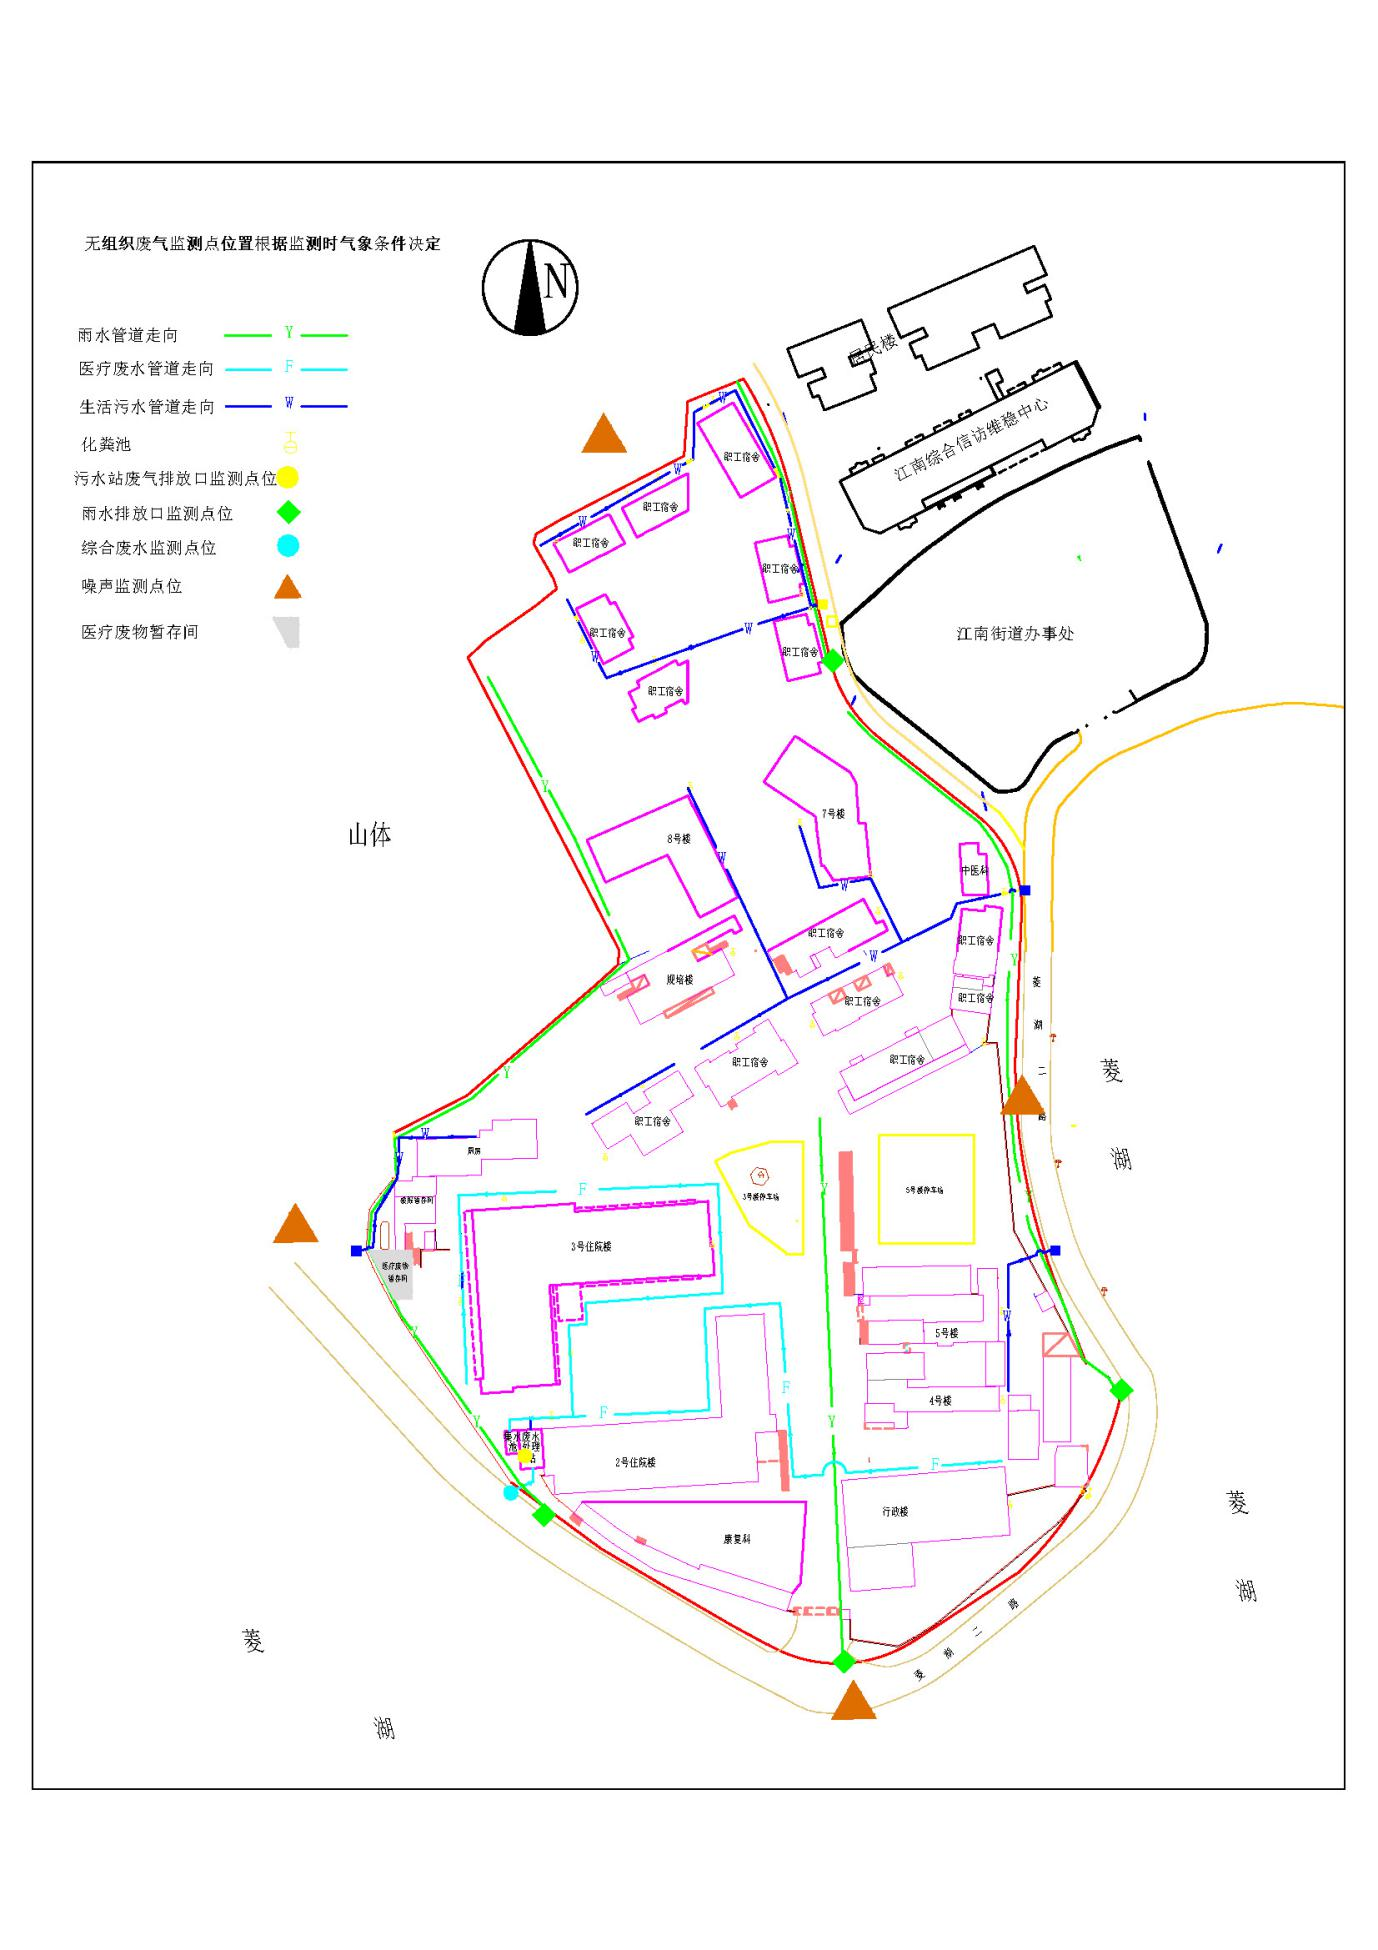 无组织废气监测点位置根据监测时气象条件决定
N
雨水管道走向 Y
医疗废水管道走向 F
生活污水管道走向 W
化粪池
污水站废气排放口监测点位
雨水排放口监测点位
综合废水监测点位
噪声监测点位
医疗废物暂存间
居民楼
江南综合信访维稳中心
江南街道办事处
W
职工宿舍
W
职工宿舍
W
职工宿舍
W
职工宿舍
职工宿舍
W
W
职工宿舍
职工宿舍
Y
山体
7号楼
8号楼
W
W
中医科
职工宿舍
职工宿舍
W
Y
规培楼
职工宿舍
职工宿舍
菱湖二路
职工宿舍
职工宿舍
职工宿舍
Y
菱
湖
W
W
厨房
F
Y
3号楼停车场
5号楼停车场
Y
3号住院楼
医疗废物
暂存间
Y
W
5号楼
F
4号楼
Y
F
Y
集水池
废水处理站
2号住院楼
F
行政楼
康复科
菱
湖
菱湖二路
菱
湖